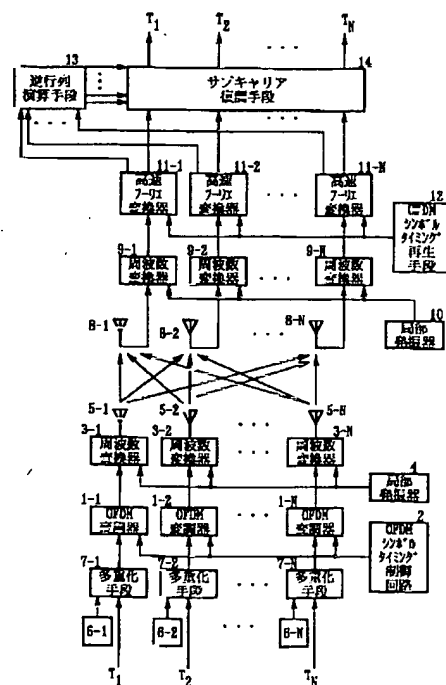 T1 T2 ... TN
13
14
逆行列
演算手段
サブキャリア
復調手段
11-1 11-2 11-N
高速
フーリエ
変換器
高速
フーリエ
変換器
高速
フーリエ
変換器
12
OFDM
シンボル
タイミング
再生
手段
9-1 9-2 9-N
周波数
変換器
周波数
変換器
周波数
変換器
10
局部
発振器
8-1 8-2 8-N
5-1 5-2 5-N
3-1 3-2 3-N
周波数
変換器
周波数
変換器
周波数
変換器
4
局部
発振器
1-1 1-2 1-N
OFDM
変調器
OFDM
変調器
OFDM
変調器
2
OFDM
シンボル
タイミング
制御
回路
7-1 7-2 7-N
多重化
手段
多重化
手段
多重化
手段
6-1 6-2 6-N
T1 T2 ... TN